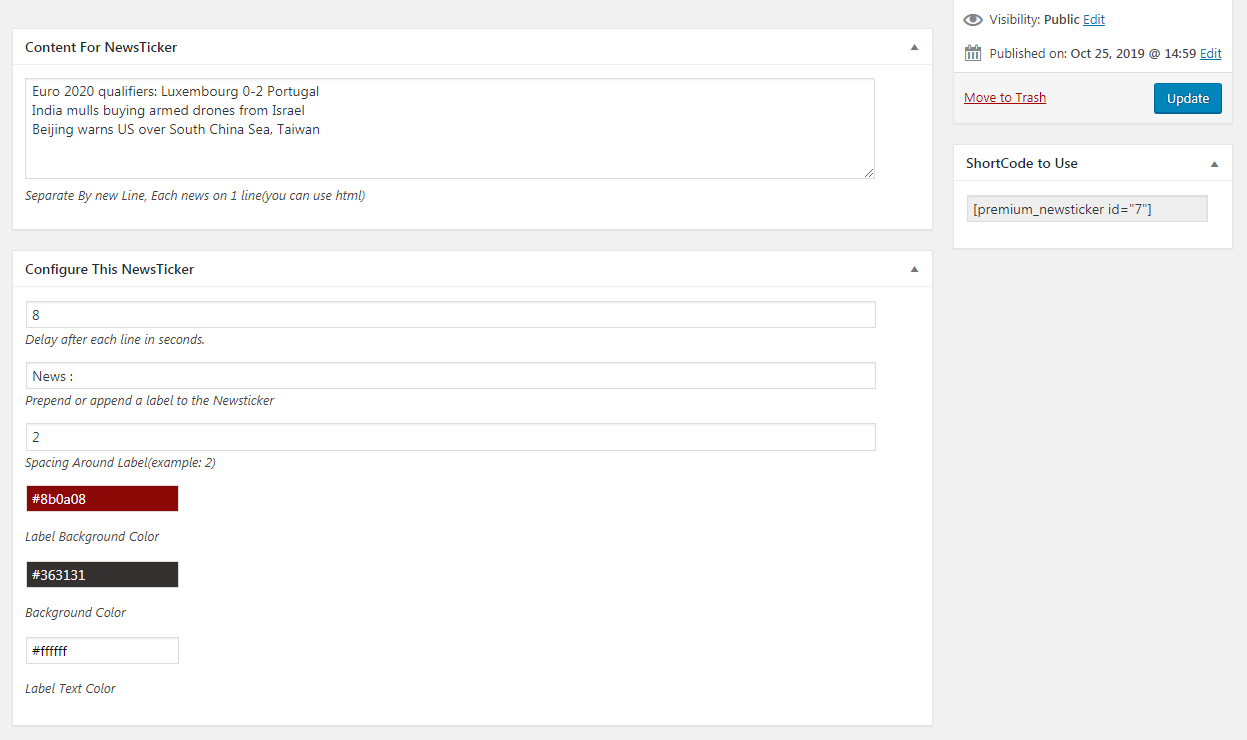 Content For NewsTicker
Euro 2020 qualifiers: Luxembourg 0-2 Portugal
India mulls buying armed drones from Israel
Beijing warns US over South China Sea, Taiwan
Separate By new Line, Each news on 1 line(you can use html)
Configure This NewsTicker
8
Delay after each line in seconds.
News :
Prepend or append a label to the Newsticker
2
Spacing Around Label(example: 2)
#8b0a08
Label Background Color
#363131
Background Color
#ffffff
Label Text Color
Visibility: Public Edit
Published on: Oct 25, 2019 @ 14:59 Edit
Move to Trash
Update
ShortCode to Use
[premium_newsticker id="7"]